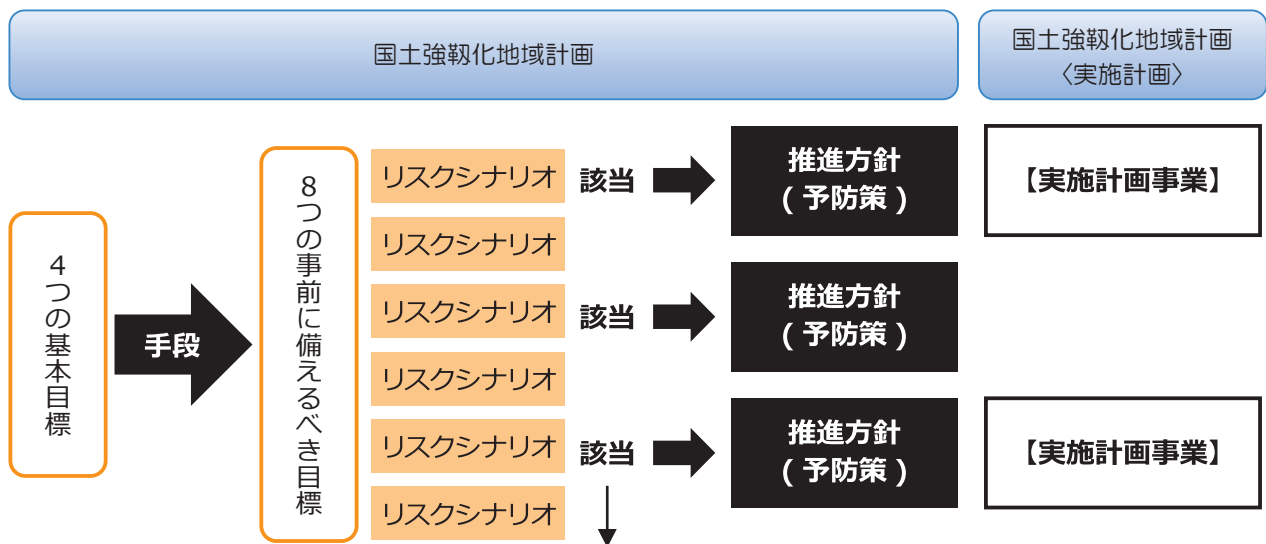 国土強靱化地域計画
国土強靱化地域計画
〈実施計画〉
4つの基本目標
手段
8つの事前に備えるべき目標
リスクシナリオ
該当
推進方針
(予防策)
【実施計画事業】
リスクシナリオ
リスクシナリオ
該当
推進方針
(予防策)
リスクシナリオ
リスクシナリオ
該当
推進方針
(予防策)
【実施計画事業】
リスクシナリオ